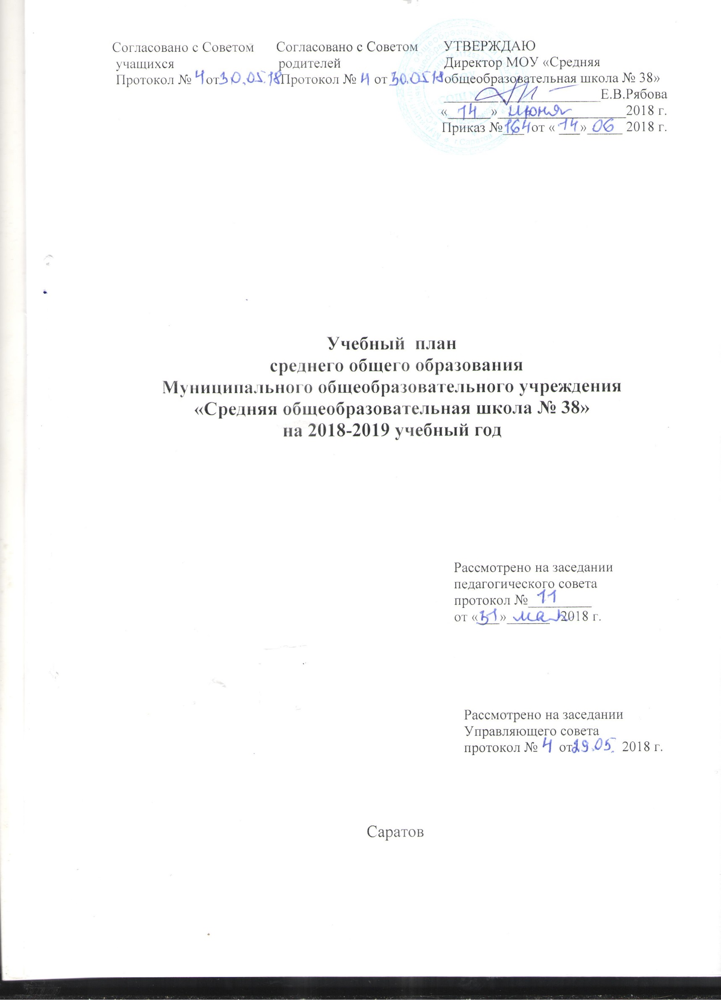 Согласовано с Советом
учащихся
Протокол № 4 от 30.05.18
Согласовано с Советом
родителей
Протокол № 4 от 30.05 18
УТВЕРЖДАЮ
Директор МОУ «Средняя
общеобразовательная школа № 38»
Е.В.Рябова
« 14 » июня 2018 г.
Приказ № 164 от « 14 » 06 2018 г.
г.Саратов
Учебный план
среднего общего образования
Муниципального общеобразовательного учреждения
«Средняя общеобразовательная школа № 38»
на 2018-2019 учебный год
Рассмотрено на заседании
педагогического совета
протокол № 11
от «31» мая 2018 г.
Рассмотрено на заседании
Управляющего совета
протокол № 4 от 29.05. 2018 г.
Саратов